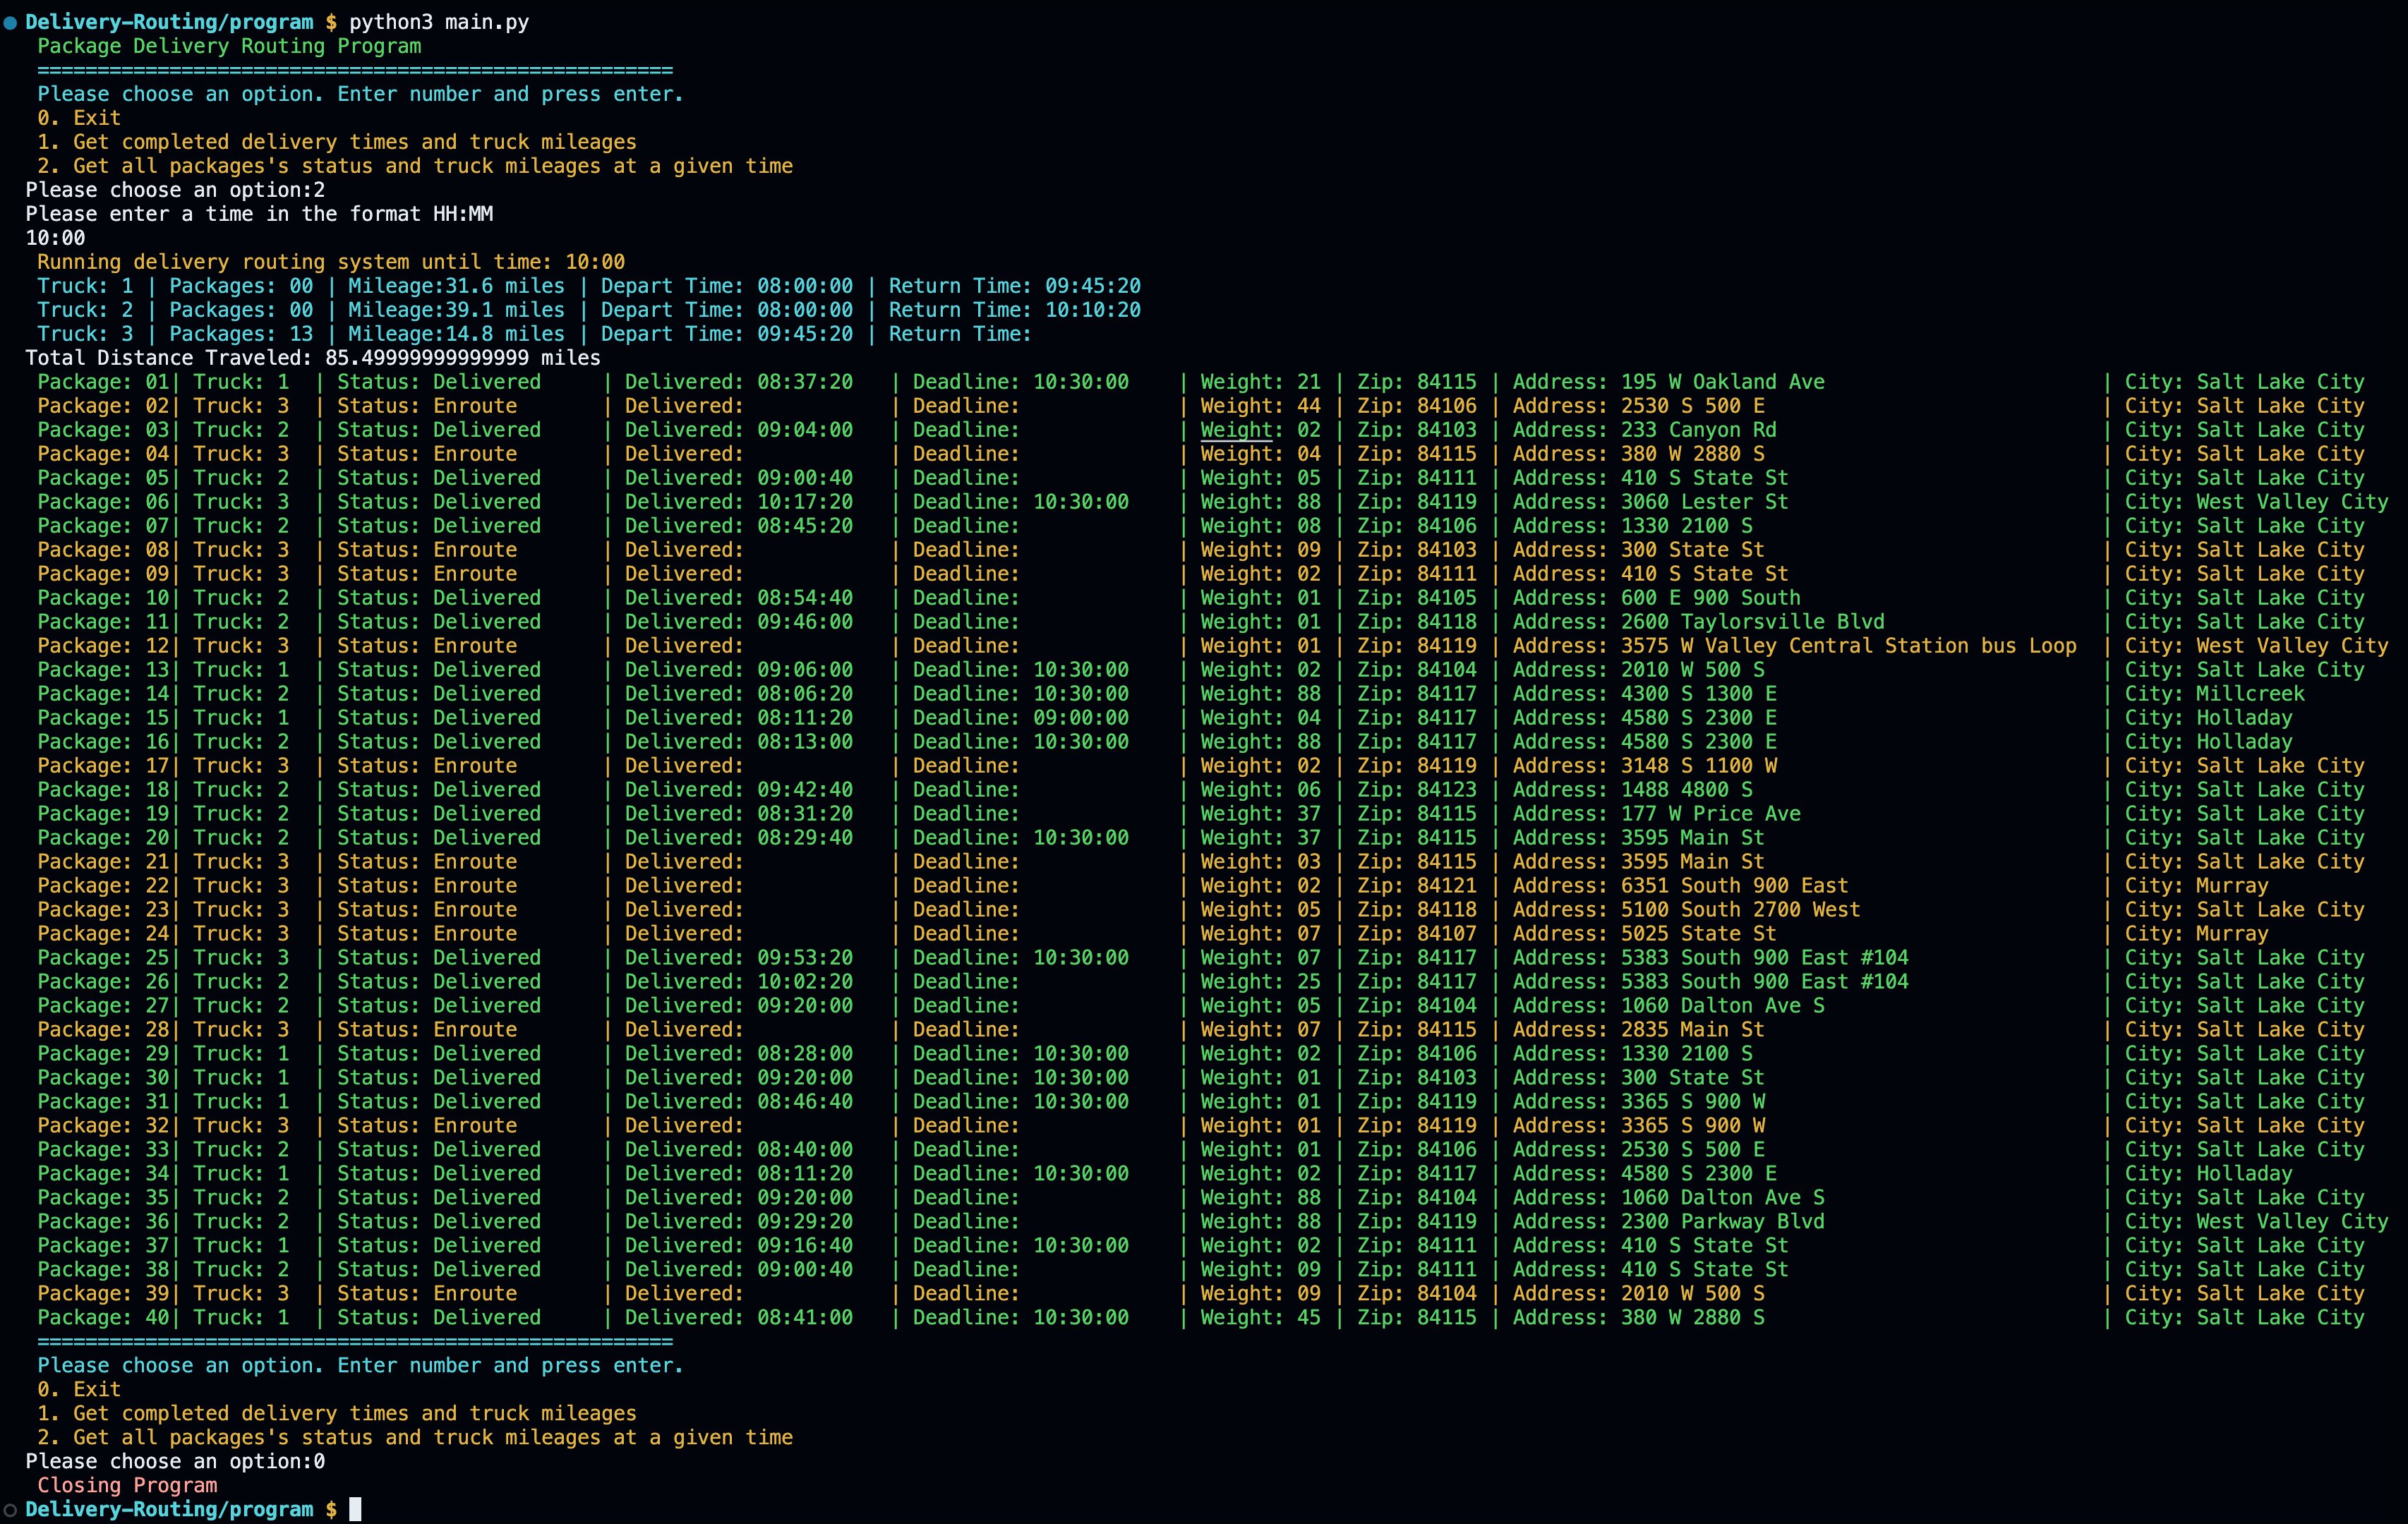 Delivery-Routing/program $ python3 main.py
Package Delivery Routing Program
=====================================================
Please choose an option. Enter number and press enter.
0. Exit
1. Get completed delivery times and truck mileages
2. Get all packages's status and truck mileages at a given time
Please choose an option:2
Please enter a time in the format HH:MM
10:00
Running delivery routing system until time: 10:00
Truck: 1 | Packages: 00 | Mileage:31.6 miles | Depart Time: 08:00:00 | Return Time: 09:45:20
Truck: 2 | Packages: 00 | Mileage:39.1 miles | Depart Time: 08:00:00 | Return Time: 10:10:20
Truck: 3 | Packages: 13 | Mileage:14.8 miles | Depart Time: 09:45:20 | Return Time:
Total Distance Traveled: 85.49999999999999 miles
Package: 01| Truck: 1 | Status: Delivered | Delivered: 08:37:20 | Deadline: 10:30:00 | Weight: 21 | Zip: 84115 | Address: 195 W Oakland Ave | City: Salt Lake City
Package: 02| Truck: 3 | Status: Enroute | Delivered: | Deadline: | Weight: 44 | Zip: 84106 | Address: 2530 S 500 E | City: Salt Lake City
Package: 03| Truck: 2 | Status: Delivered | Delivered: 09:04:00 | Deadline: | Weight: 02 | Zip: 84103 | Address: 233 Canyon Rd | City: Salt Lake City
Package: 04| Truck: 3 | Status: Enroute | Delivered: | Deadline: | Weight: 04 | Zip: 84115 | Address: 380 W 2880 S | City: Salt Lake City
Package: 05| Truck: 2 | Status: Delivered | Delivered: 09:00:40 | Deadline: | Weight: 05 | Zip: 84111 | Address: 410 S State St | City: Salt Lake City
Package: 06| Truck: 3 | Status: Delivered | Delivered: 10:17:20 | Deadline: 10:30:00 | Weight: 88 | Zip: 84119 | Address: 3060 Lester St | City: West Valley City
Package: 07| Truck: 2 | Status: Delivered | Delivered: 08:45:20 | Deadline: | Weight: 08 | Zip: 84106 | Address: 1330 2100 S | City: Salt Lake City
Package: 08| Truck: 3 | Status: Enroute | Delivered: | Deadline: | Weight: 09 | Zip: 84103 | Address: 300 State St | City: Salt Lake City
Package: 09| Truck: 3 | Status: Enroute | Delivered: | Deadline: | Weight: 02 | Zip: 84111 | Address: 410 S State St | City: Salt Lake City
Package: 10| Truck: 2 | Status: Delivered | Delivered: 08:54:40 | Deadline: | Weight: 01 | Zip: 84105 | Address: 600 E 900 South | City: Salt Lake City
Package: 11| Truck: 2 | Status: Delivered | Delivered: 09:46:00 | Deadline: | Weight: 01 | Zip: 84118 | Address: 2600 Taylorsville Blvd | City: Salt Lake City
Package: 12| Truck: 3 | Status: Enroute | Delivered: | Deadline: | Weight: 01 | Zip: 84119 | Address: 3575 W Valley Central Station bus Loop | City: West Valley City
Package: 13| Truck: 1 | Status: Delivered | Delivered: 09:06:00 | Deadline: 10:30:00 | Weight: 02 | Zip: 84104 | Address: 2010 W 500 S | City: Salt Lake City
Package: 14| Truck: 2 | Status: Delivered | Delivered: 08:06:20 | Deadline: 10:30:00 | Weight: 88 | Zip: 84117 | Address: 4300 S 1300 E | City: Millcreek
Package: 15| Truck: 1 | Status: Delivered | Delivered: 08:11:20 | Deadline: 09:00:00 | Weight: 04 | Zip: 84117 | Address: 4580 S 2300 E | City: Holladay
Package: 16| Truck: 2 | Status: Delivered | Delivered: 08:13:00 | Deadline: 10:30:00 | Weight: 88 | Zip: 84117 | Address: 4580 S 2300 E | City: Holladay
Package: 17| Truck: 3 | Status: Enroute | Delivered: | Deadline: | Weight: 02 | Zip: 84119 | Address: 3148 S 1100 W | City: Salt Lake City
Package: 18| Truck: 2 | Status: Delivered | Delivered: 09:42:40 | Deadline: | Weight: 06 | Zip: 84123 | Address: 1488 4800 S | City: Salt Lake City
Package: 19| Truck: 2 | Status: Delivered | Delivered: 08:31:20 | Deadline: | Weight: 37 | Zip: 84115 | Address: 177 W Price Ave | City: Salt Lake City
Package: 20| Truck: 2 | Status: Delivered | Delivered: 08:29:40 | Deadline: 10:30:00 | Weight: 37 | Zip: 84115 | Address: 3595 Main St | City: Salt Lake City
Package: 21| Truck: 3 | Status: Enroute | Delivered: | Deadline: | Weight: 03 | Zip: 84115 | Address: 3595 Main St | City: Salt Lake City
Package: 22| Truck: 3 | Status: Enroute | Delivered: | Deadline: | Weight: 02 | Zip: 84121 | Address: 6351 South 900 East | City: Murray
Package: 23| Truck: 3 | Status: Enroute | Delivered: | Deadline: | Weight: 05 | Zip: 84118 | Address: 5100 South 2700 West | City: Salt Lake City
Package: 24| Truck: 3 | Status: Enroute | Delivered: | Deadline: | Weight: 07 | Zip: 84107 | Address: 5025 State St | City: Murray
Package: 25| Truck: 3 | Status: Delivered | Delivered: 09:53:20 | Deadline: 10:30:00 | Weight: 07 | Zip: 84117 | Address: 5383 South 900 East #104 | City: Salt Lake City
Package: 26| Truck: 2 | Status: Delivered | Delivered: 10:02:20 | Deadline: | Weight: 25 | Zip: 84117 | Address: 5383 South 900 East #104 | City: Salt Lake City
Package: 27| Truck: 2 | Status: Delivered | Delivered: 09:20:00 | Deadline: | Weight: 05 | Zip: 84104 | Address: 1060 Dalton Ave S | City: Salt Lake City
Package: 28| Truck: 3 | Status: Enroute | Delivered: | Deadline: | Weight: 07 | Zip: 84115 | Address: 2835 Main St | City: Salt Lake City
Package: 29| Truck: 1 | Status: Delivered | Delivered: 08:28:00 | Deadline: 10:30:00 | Weight: 02 | Zip: 84106 | Address: 1330 2100 S | City: Salt Lake City
Package: 30| Truck: 1 | Status: Delivered | Delivered: 09:20:00 | Deadline: 10:30:00 | Weight: 01 | Zip: 84103 | Address: 300 State St | City: Salt Lake City
Package: 31| Truck: 1 | Status: Delivered | Delivered: 08:46:40 | Deadline: 10:30:00 | Weight: 01 | Zip: 84119 | Address: 3365 S 900 W | City: Salt Lake City
Package: 32| Truck: 3 | Status: Enroute | Delivered: | Deadline: | Weight: 01 | Zip: 84119 | Address: 3365 S 900 W | City: Salt Lake City
Package: 33| Truck: 2 | Status: Delivered | Delivered: 08:40:00 | Deadline: | Weight: 01 | Zip: 84106 | Address: 2530 S 500 E | City: Salt Lake City
Package: 34| Truck: 1 | Status: Delivered | Delivered: 08:11:20 | Deadline: 10:30:00 | Weight: 02 | Zip: 84117 | Address: 4580 S 2300 E | City: Holladay
Package: 35| Truck: 2 | Status: Delivered | Delivered: 09:20:00 | Deadline: | Weight: 88 | Zip: 84104 | Address: 1060 Dalton Ave S | City: Salt Lake City
Package: 36| Truck: 2 | Status: Delivered | Delivered: 09:29:20 | Deadline: | Weight: 88 | Zip: 84119 | Address: 2300 Parkway Blvd | City: West Valley City
Package: 37| Truck: 1 | Status: Delivered | Delivered: 09:16:40 | Deadline: 10:30:00 | Weight: 02 | Zip: 84111 | Address: 410 S State St | City: Salt Lake City
Package: 38| Truck: 2 | Status: Delivered | Delivered: 09:00:40 | Deadline: | Weight: 09 | Zip: 84111 | Address: 410 S State St | City: Salt Lake City
Package: 39| Truck: 3 | Status: Enroute | Delivered: | Deadline: | Weight: 09 | Zip: 84104 | Address: 2010 W 500 S | City: Salt Lake City
Package: 40| Truck: 1 | Status: Delivered | Delivered: 08:41:00 | Deadline: 10:30:00 | Weight: 45 | Zip: 84115 | Address: 380 W 2880 S | City: Salt Lake City
=====================================================
Please choose an option. Enter number and press enter.
0. Exit
1. Get completed delivery times and truck mileages
2. Get all packages's status and truck mileages at a given time
Please choose an option:0
Closing Program
Delivery-Routing/program $